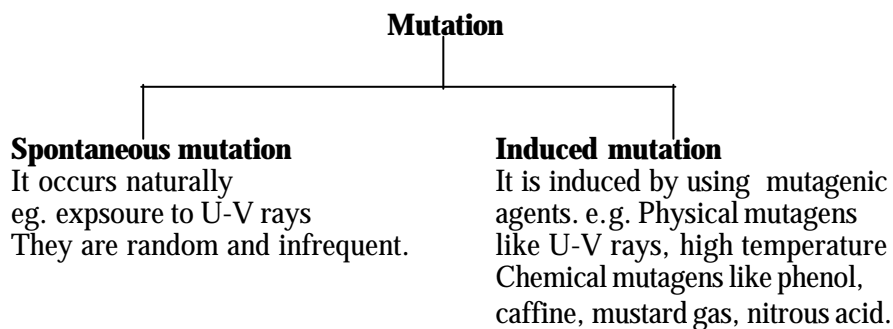 Mutation
Spontaneous mutation
It occurs naturally
eg. expsoure to U-V rays
They are random and infrequent.
Induced mutation
It is induced by using mutagenic
agents. e.g. Physical mutagens
like U-V rays, high temperature
Chemical mutagens like phenol,
caffine, mustard gas, nitrous acid.